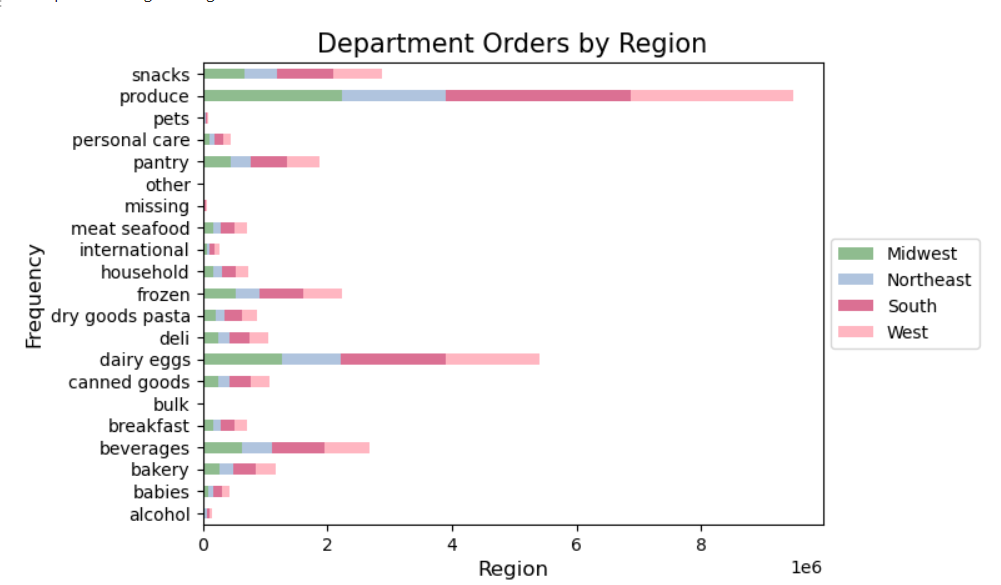 Department Orders by Region
snacks
produce
pets
personal care
pantry
other
missing
meat seafood
international
household
frozen
dry goods pasta
deli
dairy eggs
canned goods
bulk
breakfast
beverages
bakery
babies
alcohol
Frequency
0 2 4 6 8
1e6
Region
Midwest
Northeast
South
West